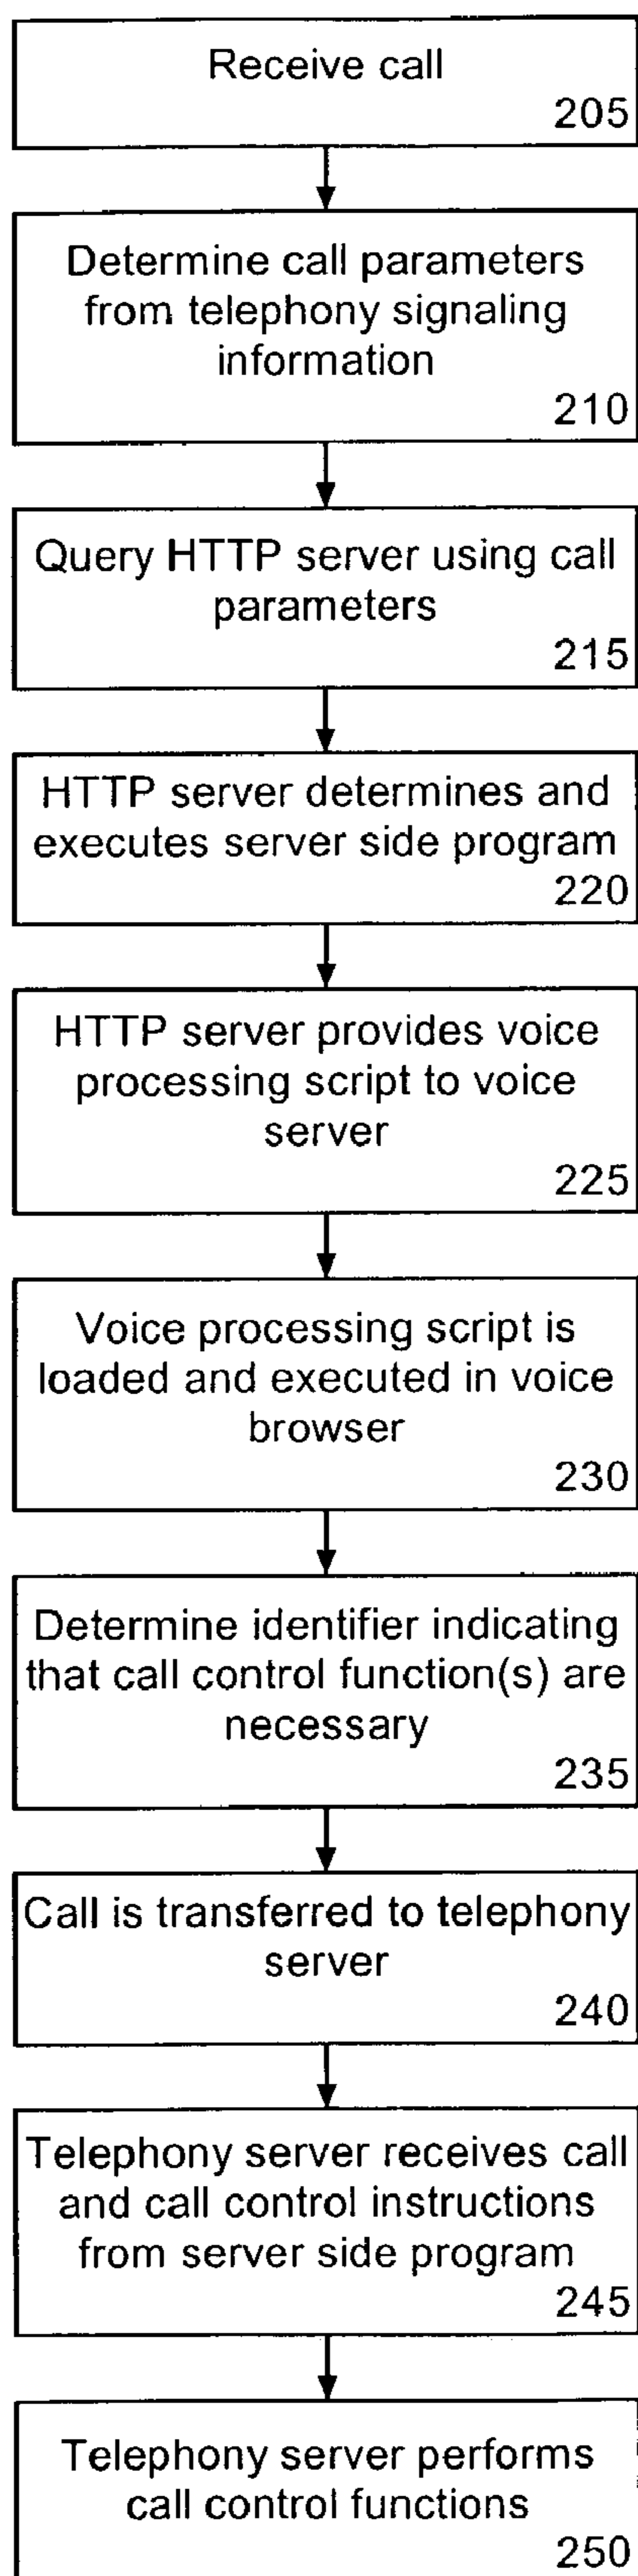 Receive call
205
Determine call parameters
from telephony signaling
information
210
Query HTTP server using call
parameters
215
HTTP server determines and
executes server side program
220
HTTP server provides voice
processing script to voice
server
225
Voice processing script is
loaded and executed in voice
browser
230
Determine identifier indicating
that call control function(s) are
necessary
235
Call is transferred to telephony
server
240
Telephony server receives call
and call control instructions
from server side program
245
Telephony server performs
call control functions
250